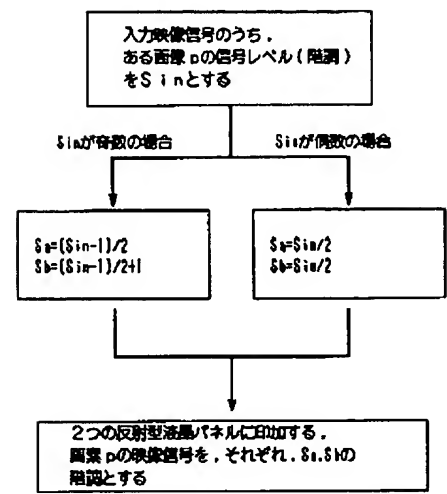 入力映像信号のうち，
ある画像pの信号レベル(階調)
をSinとする
Sinが奇数の場合
Sinが偶数の場合
Sa=(Sin-1)/2
Sb=(Sin-1)/2+1
Sa=Sin/2
Sb=Sin/2
2つの反射型液晶パネルに印加する，
画素pの映像信号を，それぞれ，Sa,Sbの
階調とする